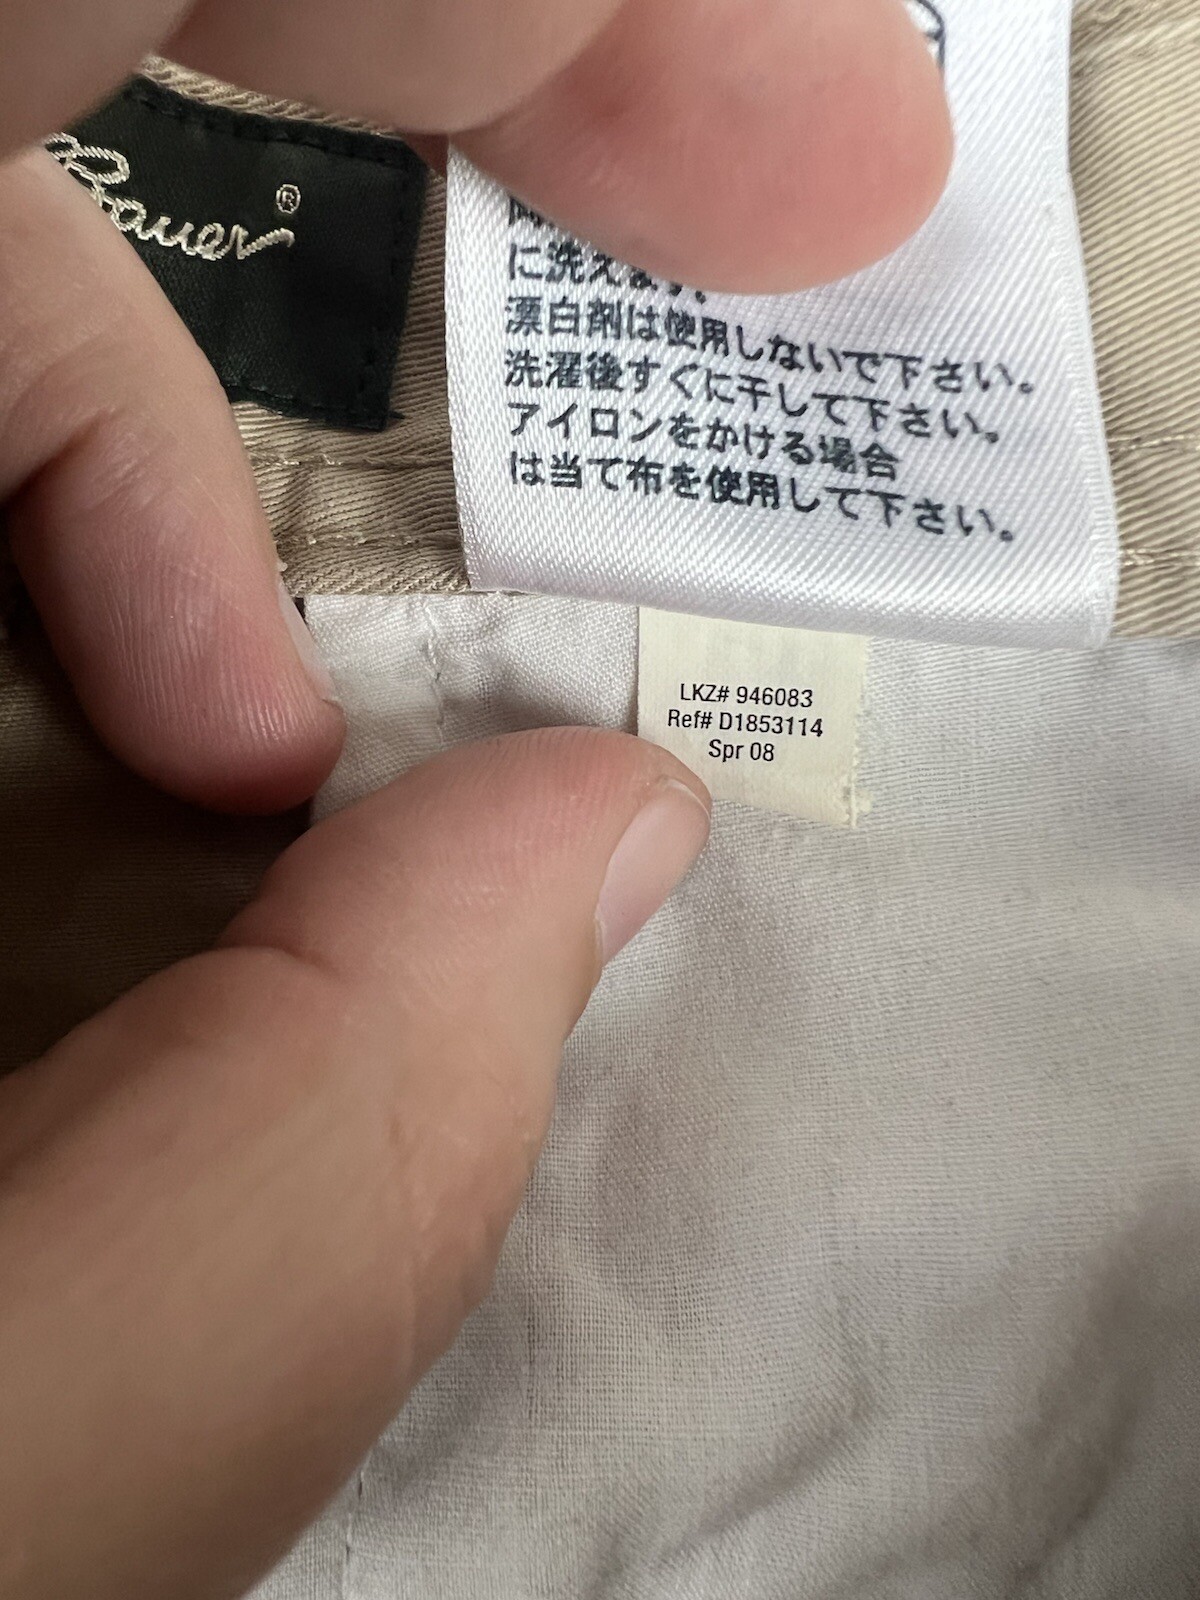 Bauer®
に洗えます。
漂白剤は使用しないで下さい。
洗濯後すぐに干して下さい。
アイロンをかける場合
は当て布を使用して下さい。
LKZ# 946083
Ref# D1853114
Spr 08